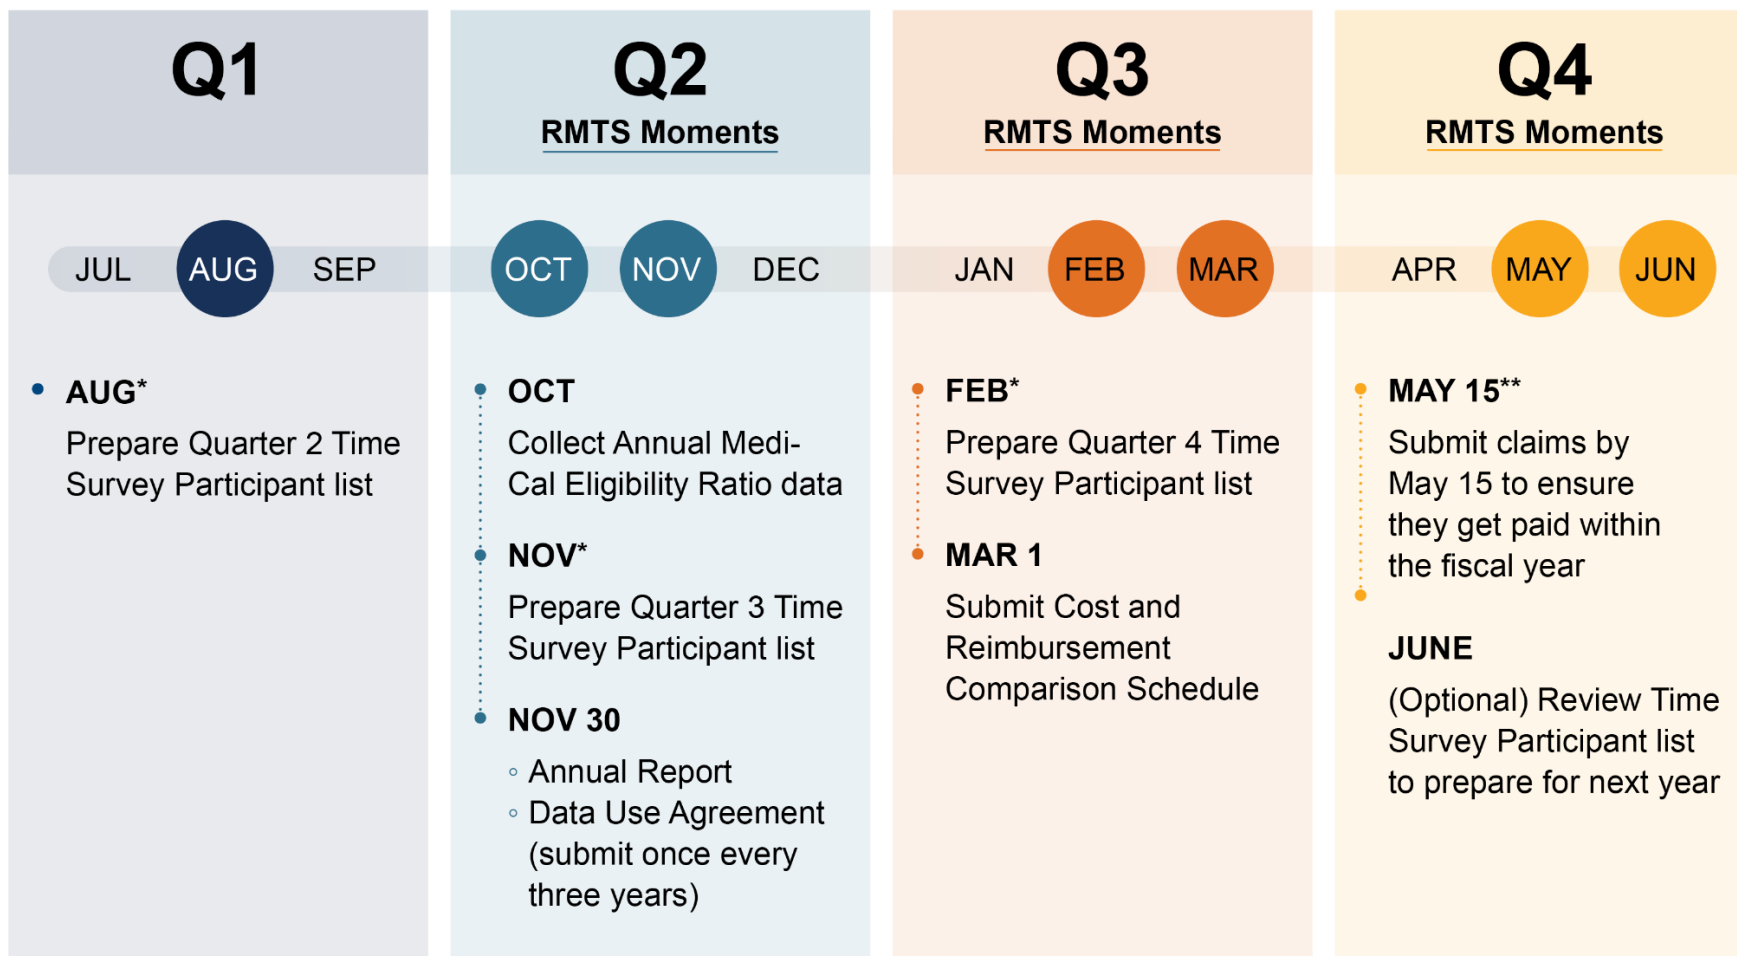 Q1
JUL
AUG
SEP
AUG*
Prepare Quarter 2 Time
Survey Participant list
Q2
RMTS Moments
OCT
NOV
DEC
OCT
Collect Annual Medi-
Cal Eligibility Ratio data
NOV*
Prepare Quarter 3 Time
Survey Participant list
NOV 30
◦ Annual Report
◦ Data Use Agreement
(submit once every
three years)
Q3
RMTS Moments
JAN
FEB
MAR
FEB*
Prepare Quarter 4 Time
Survey Participant list
MAR 1
Submit Cost and
Reimbursement
Comparison Schedule
Q4
RMTS Moments
APR
MAY
JUN
MAY 15**
Submit claims by
May 15 to ensure
they get paid within
the fiscal year
JUNE
(Optional) Review Time
Survey Participant list
to prepare for next year